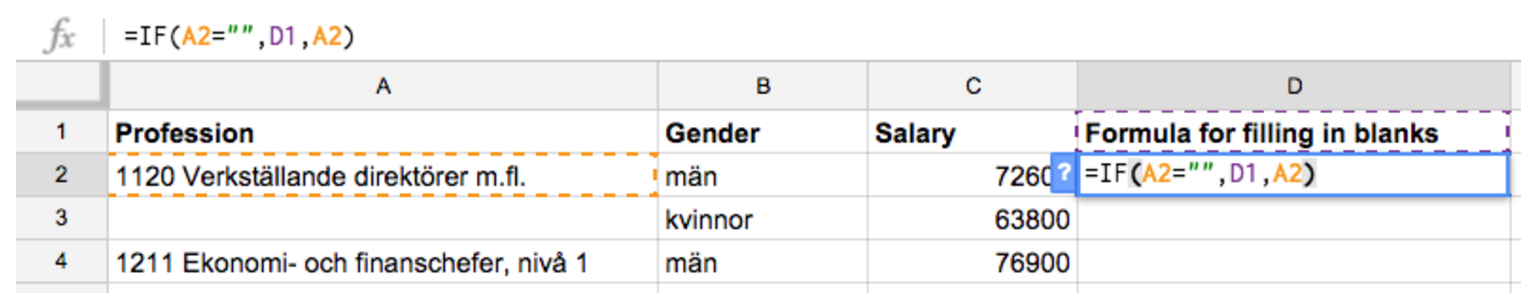 fx =IF(A2="",D1,A2)
A B C D
1 Profession Gender Salary Formula for filling in blanks
2 1120 Verkställande direktörer m.fl. män 7260 ? =IF(A2="",D1,A2)
3 kvinnor 63800
4 1211 Ekonomi- och finanschefer, nivå 1 män 76900